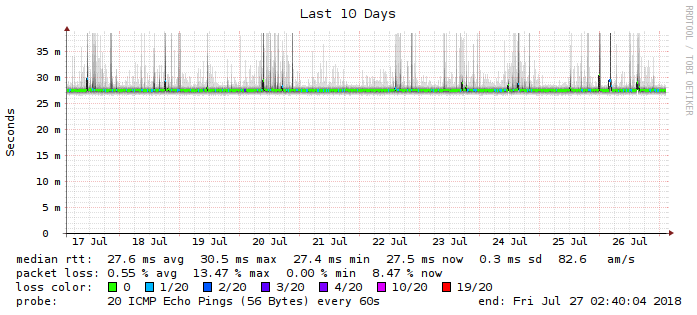 Last 10 Days
RRDTOOL / TOBI OETIKER
Seconds
35 m
30 m
25 m
20 m
15 m
10 m
5 m
0
17 Jul 18 Jul 19 Jul 20 Jul 21 Jul 22 Jul 23 Jul 24 Jul 25 Jul 26 Jul
median rtt: 27.6 ms avg 30.5 ms max 27.4 ms min 27.5 ms now 0.3 ms sd 82.6 am/s
packet loss: 0.55 % avg 13.47 % max 0.00 % min 8.47 % now
loss color: 0 1/20 2/20 3/20 4/20 10/20 19/20
probe: 20 ICMP Echo Pings (56 Bytes) every 60s end: Fri Jul 27 02:40:04 2018